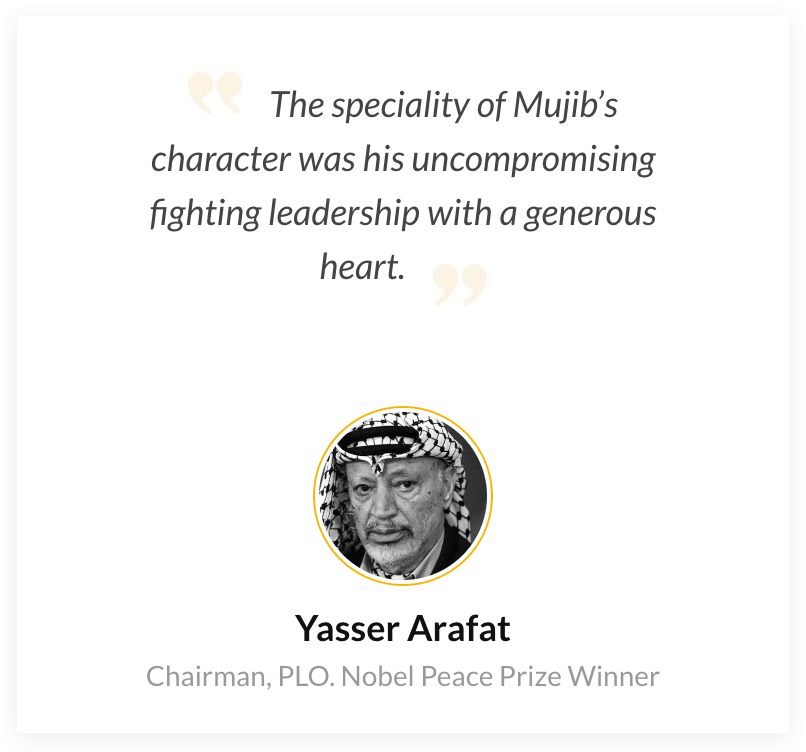 “ The speciality of Mujib’s
character was his uncompromising
fighting leadership with a generous
heart. ”
Yasser Arafat
Chairman, PLO. Nobel Peace Prize Winner